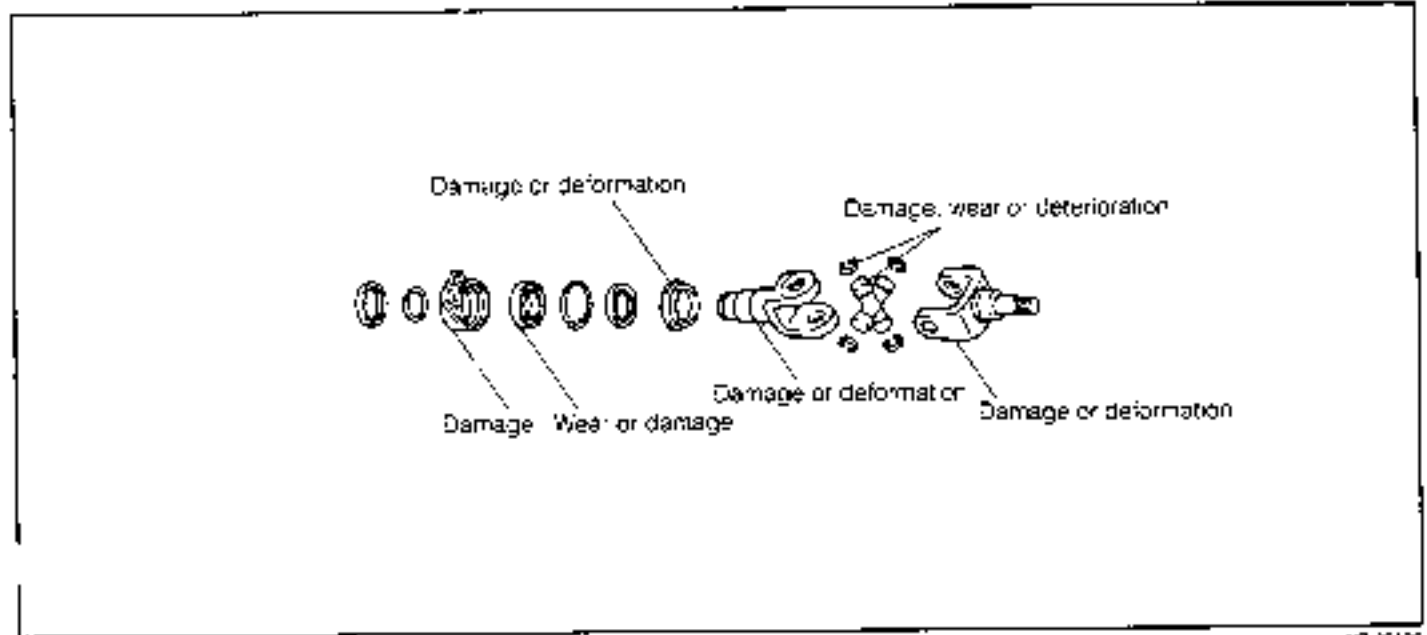 Damage or deformation
Damage, wear or deterioration
Damage or deformation
Damage or deformation
Damage
Wear or damage